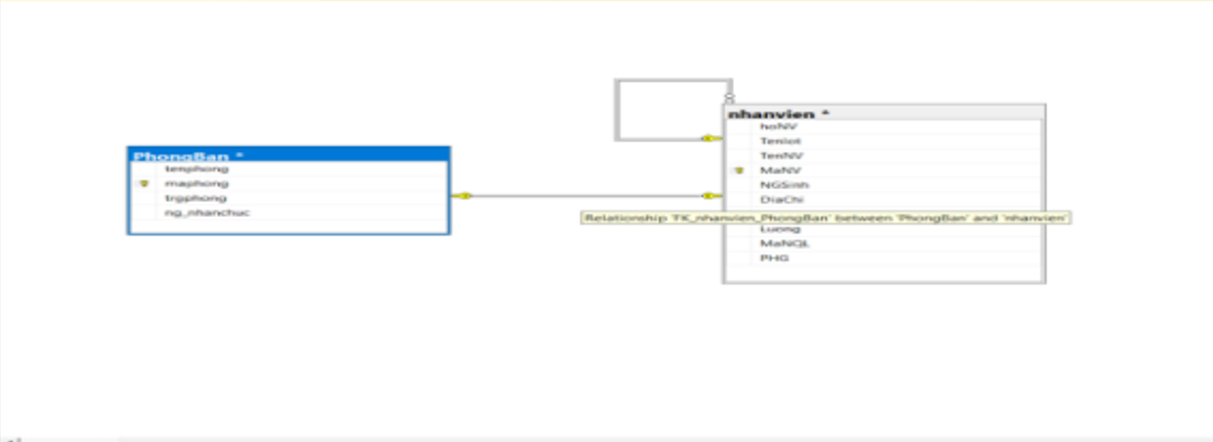 nhanvien *
hoNV
Tenlot
TenNV
MaNV
NGSinh
DiaChi
Luong
MaNQL
PHG
PhongBan *
tenphong
maphong
trgphong
ng_nhanchuc
Relationship 'FK_nhanvien_PhongBan' between 'PhongBan' and 'nhanvien'